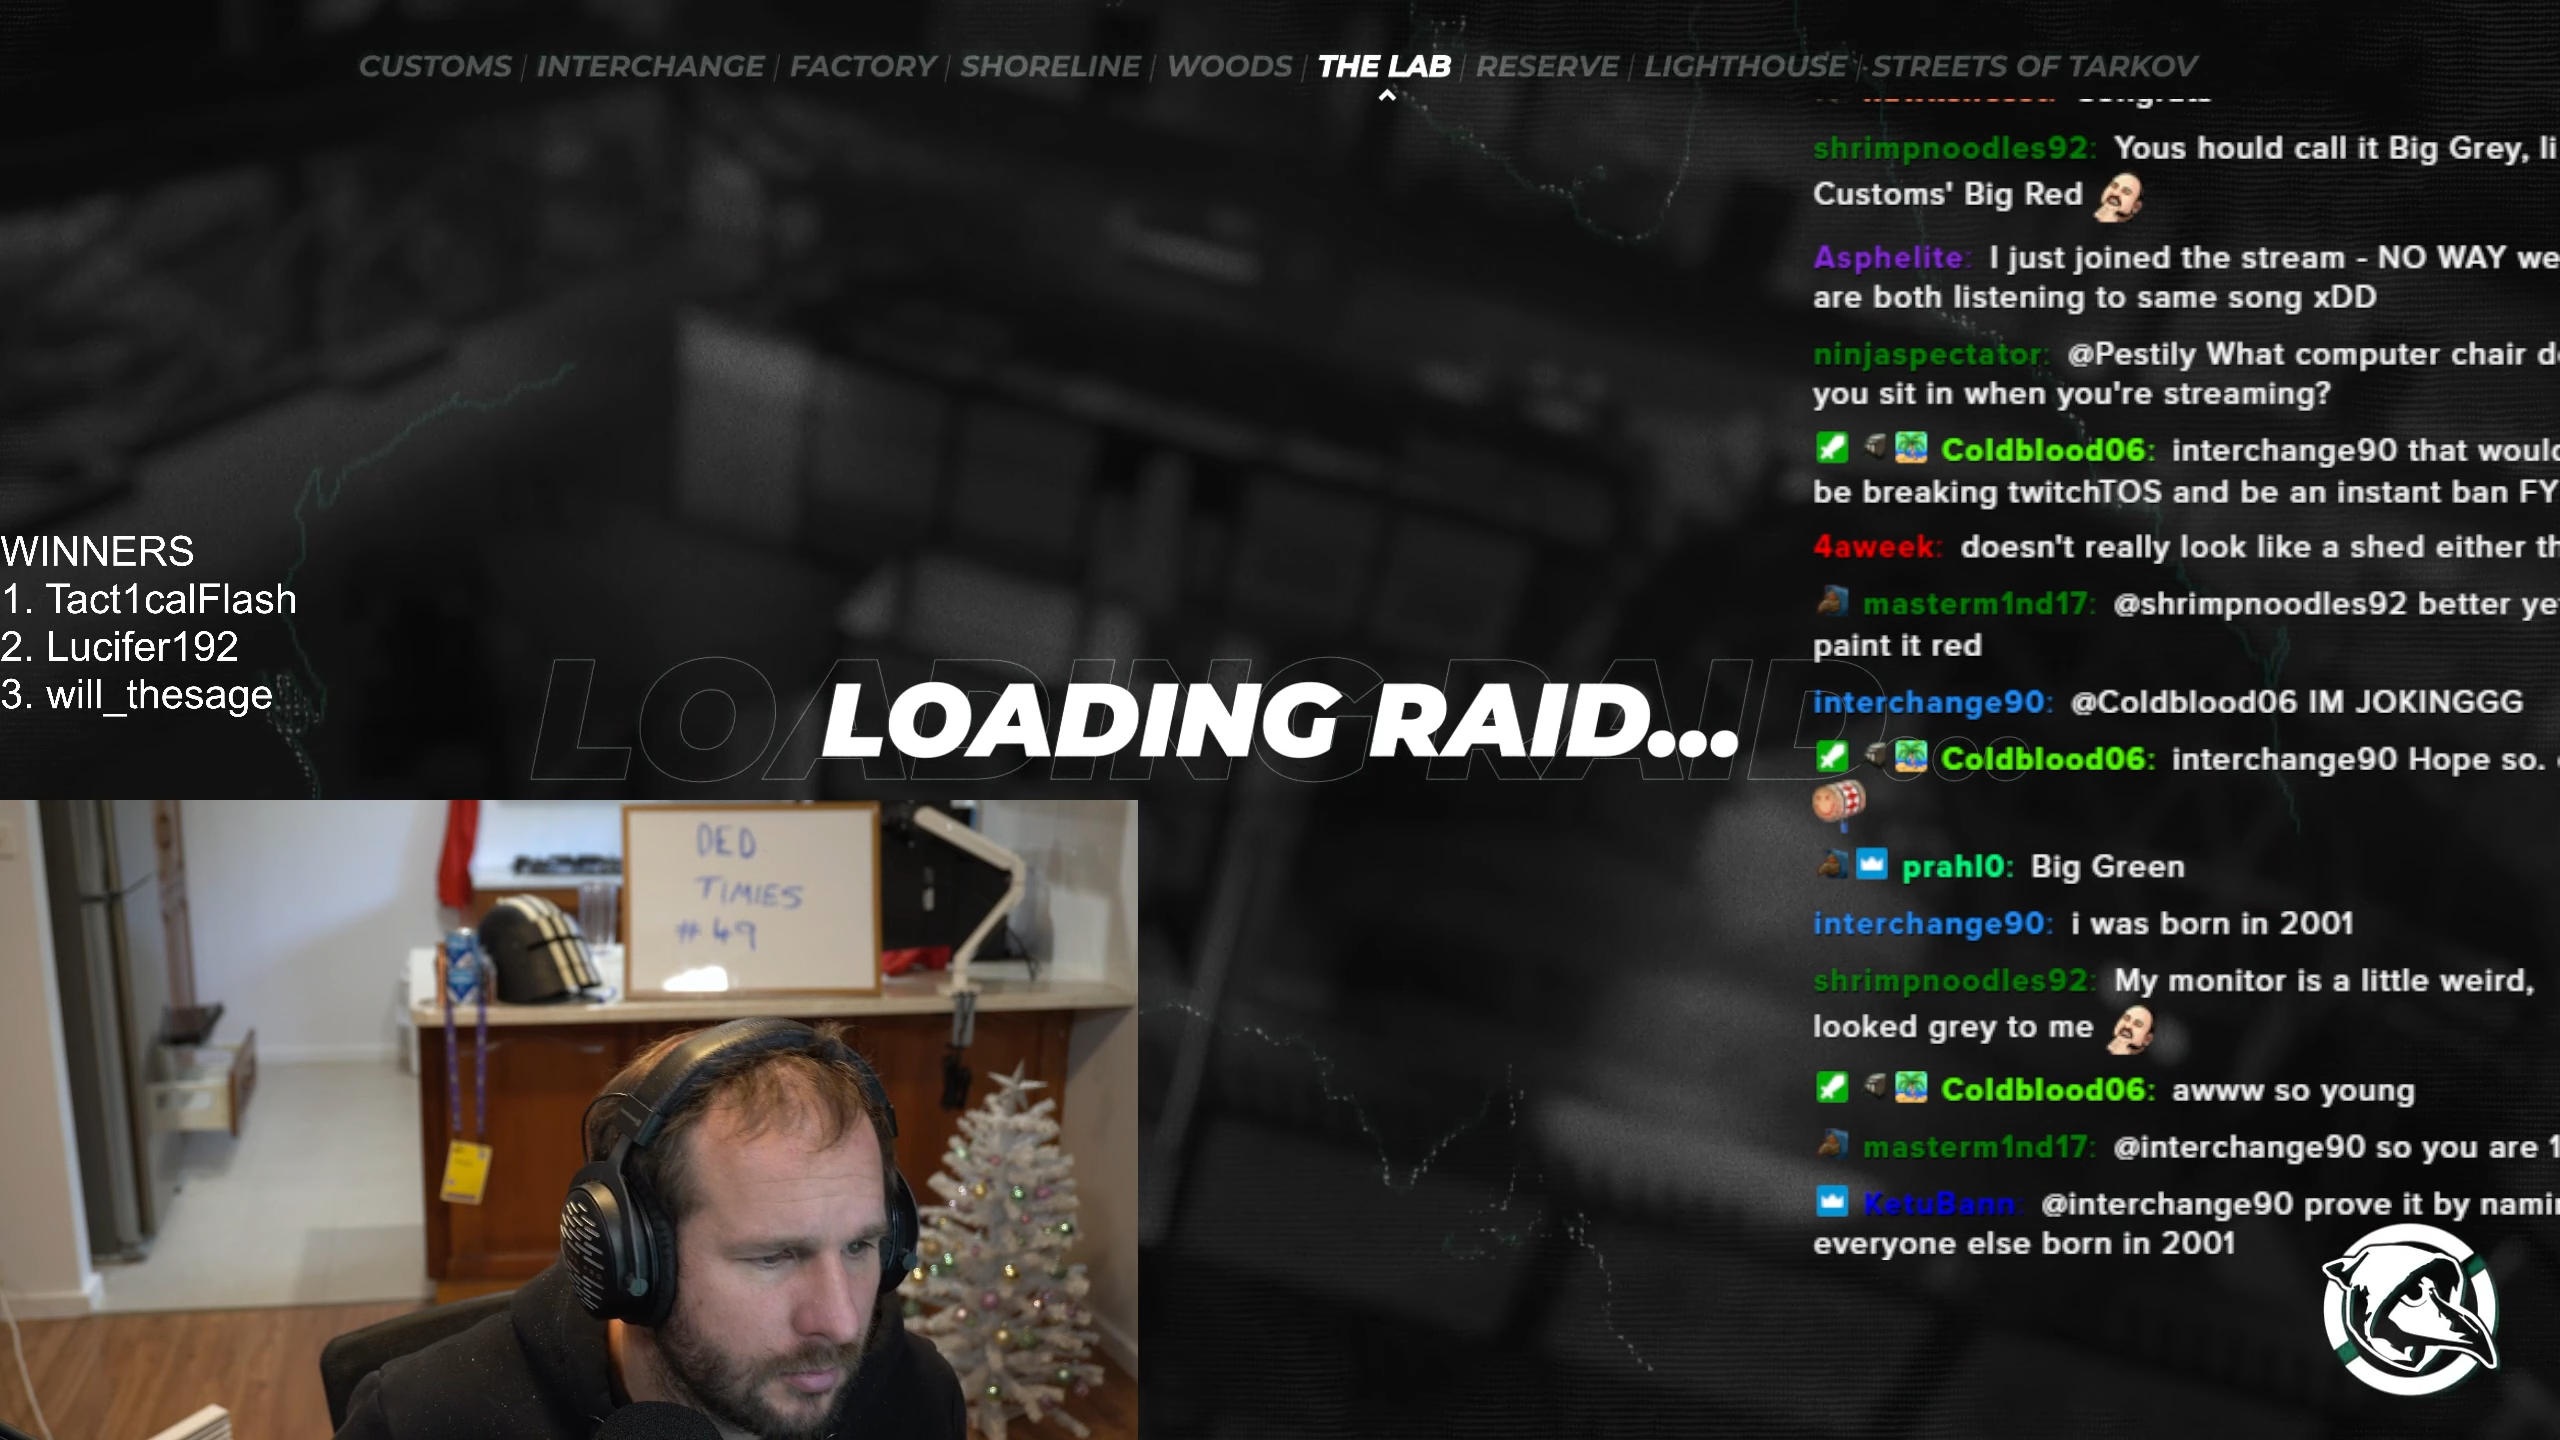 CUSTOMS | INTERCHANGE | FACTORY | SHORELINE | WOODS | THE LAB | RESERVE | LIGHTHOUSE | STREETS OF TARKOV
shrimpnoodles92: Yous hould call it Big Grey, li
Customs' Big Red
Asphelite: I just joined the stream - NO WAY we
are both listening to same song xDD
ninjaspectator: @Pestily What computer chair d
you sit in when you're streaming?
Coldblood06: interchange90 that would
be breaking twitchTOS and be an instant ban FY
4aweek: doesn't really look like a shed either th
masterm1nd17: @shrimpnoodles92 better ye
paint it red
interchange90: @Coldblood06 IM JOKINGGG
Coldblood06: interchange90 Hope so.
prahl0: Big Green
interchange90: i was born in 2001
shrimpnoodles92: My monitor is a little weird,
looked grey to me
Coldblood06: awww so young
masterm1nd17: @interchange90 so you are 1
KetuBann: @interchange90 prove it by nami
everyone else born in 2001
WINNERS
1. Tact1calFlash
2. Lucifer192
3. will_thesage
LOADING RAID...
DED
TIMIES
#49